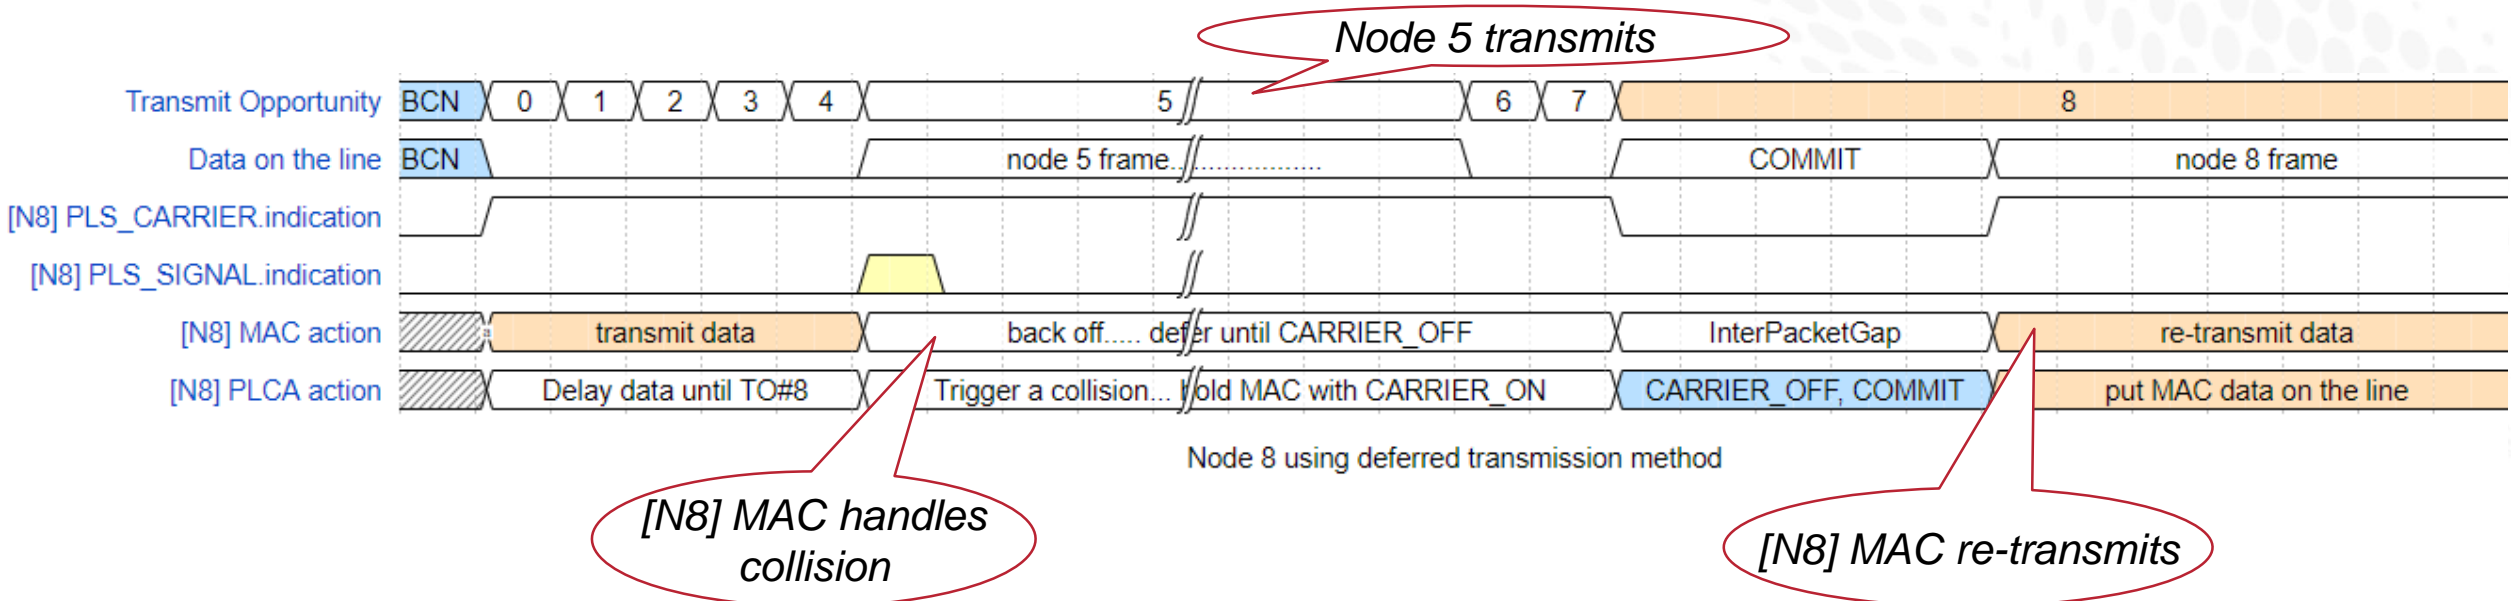 Node 5 transmits
Transmit Opportunity BCN 0 1 2 3 4 5 6 7 8
Data on the line BCN node 5 frame..................... COMMIT node 8 frame
[N8] PLS_CARRIER.indication
[N8] PLS_SIGNAL.indication
[N8] MAC action transmit data back off..... defer until CARRIER_OFF InterPacketGap re-transmit data
[N8] PLCA action Delay data until TO#8 Trigger a collision... hold MAC with CARRIER_ON CARRIER_OFF, COMMIT put MAC data on the line
Node 8 using deferred transmission method
[N8] MAC handles
collision
[N8] MAC re-transmits